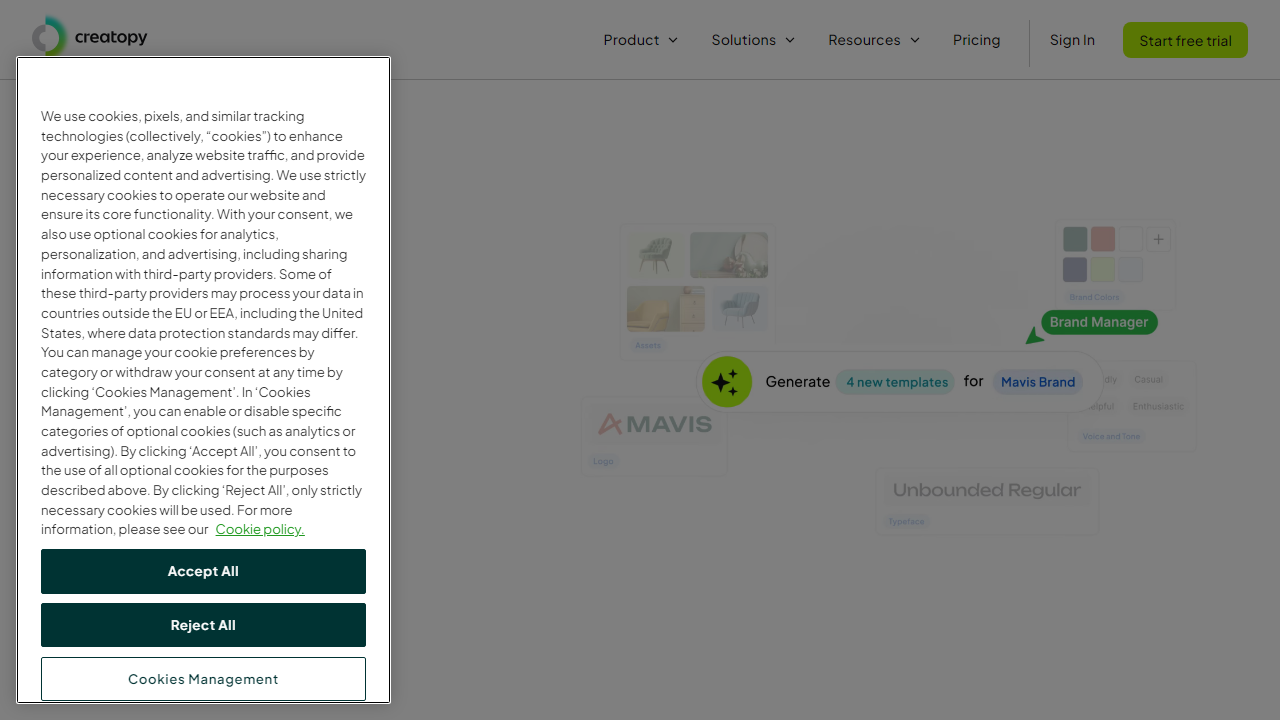 creatopy
Product
Solutions
Resources
Pricing
Sign In
Start free trial
We use cookies, pixels, and similar tracking
technologies (collectively, “cookies”) to enhance
your experience, analyze website traffic, and provide
personalized content and advertising. We use strictly
necessary cookies to operate our website and
ensure its core functionality. With your consent, we
also use optional cookies for analytics,
personalization, and advertising, including sharing
information with third-party providers. Some of
these third-party providers may process your data in
countries outside the EU or EEA, including the United
States, where data protection standards may differ.
You can manage your cookie preferences by
category or withdraw your consent at any time by
clicking ‘Cookies Management’. In ‘Cookies
Management’, you can enable or disable specific
categories of optional cookies (such as analytics or
advertising). By clicking ‘Accept All’, you consent to
the use of all optional cookies for the purposes
described above. By clicking ‘Reject All’, only strictly
necessary cookies will be used. For more
information, please see our Cookie policy.
Accept All
Reject All
Cookies Management
Assets
Brand Colors
Brand Manager
Generate 4 new templates for Mavis Brand
Casual
Enthusiastic
Voice and Tone
MAVIS
Logo
Unbounded Regular
Typeface